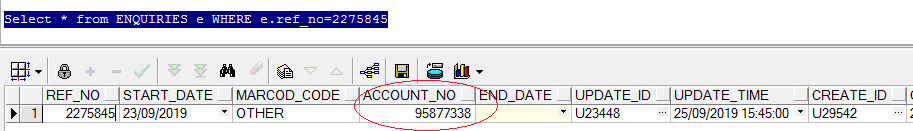 Select * from ENQUIRIES e WHERE e.ref_no=2275845
REF_NO START_DATE MARCOD_CODE ACCOUNT_NO END_DATE UPDATE_ID UPDATE_TIME CREATE_ID
1 2275845 23/09/2019 OTHER 95877338 U23448 ... 25/09/2019 15:45:00 U29542 ...